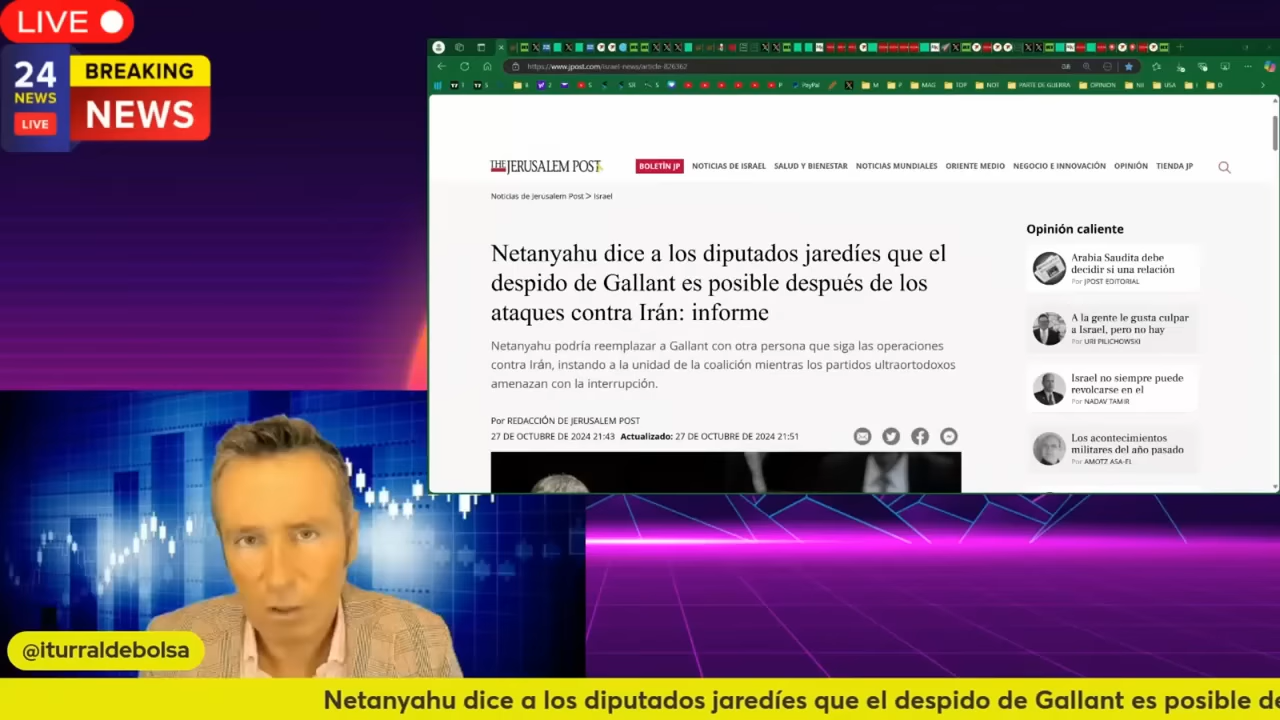 LIVE
24
NEWS
LIVE
BREAKING
NEWS
https://www.jpost.com/israel-news/article-826362
PayPal
PARTE DE GUERRA
OPINION
USA
THE JERUSALEM POST
BOLETÍN JP
NOTICIAS DE ISRAEL
SALUD Y BIENESTAR
NOTICIAS MUNDIALES
ORIENTE MEDIO
NEGOCIO E INNOVACIÓN
OPINIÓN
TIENDA JP
Noticias de Jerusalem Post > Israel
Netanyahu dice a los diputados jaredíes que el
despido de Gallant es posible después de los
ataques contra Irán: informe
Netanyahu podría reemplazar a Gallant con otra persona que siga las operaciones
contra Irán, instando a la unidad de la coalición mientras los partidos ultraortodoxos
amenazan con la interrupción.
Por REDACCIÓN DE JERUSALEM POST
27 DE OCTUBRE DE 2024 21:43 Actualizado: 27 DE OCTUBRE DE 2024 21:51
Opinión caliente
Arabia Saudita debe
decidir si una relación
Por JPOST EDITORIAL
A la gente le gusta culpar
a Israel, pero no hay
Por URI PILICHOWSKI
Israel no siempre puede
revolcarse en el
Por NADAV TAMIR
Los acontecimientos
militares del año pasado
Por AMOTZ ASA-EL
@iturraldebolsa
Netanyahu dice a los diputados jaredíes que el despido de Gallant es posible de